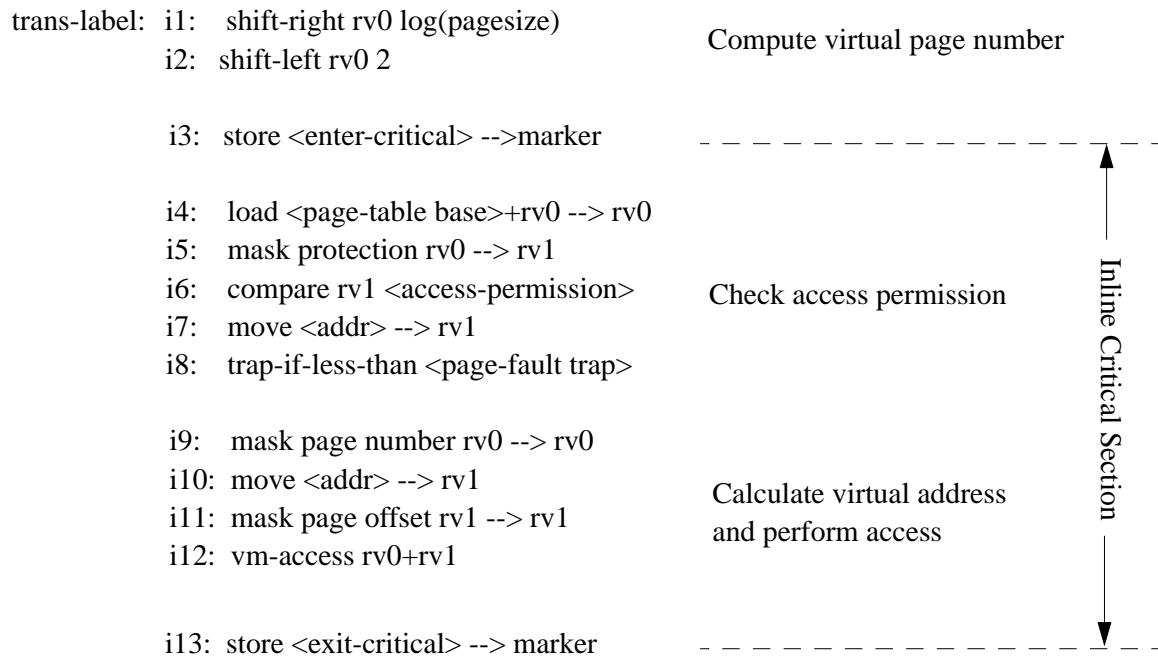 trans-label: i1: shift-right rv0 log(pagesize)
Compute virtual page number
i2: shift-left rv0 2
i3: store <enter-critical> -->marker
i4: load <page-table base>+rv0 --> rv0
i5: mask protection rv0 --> rv1
i6: compare rv1 <access-permission>
Check access permission
i7: move <addr> --> rv1
i8: trap-if-less-than <page-fault trap>
i9: mask page number rv0 --> rv0
i10: move <addr> --> rv1
Calculate virtual address
i11: mask page offset rv1 --> rv1
and perform access
i12: vm-access rv0+rv1
i13: store <exit-critical> --> marker
Inline Critical Section